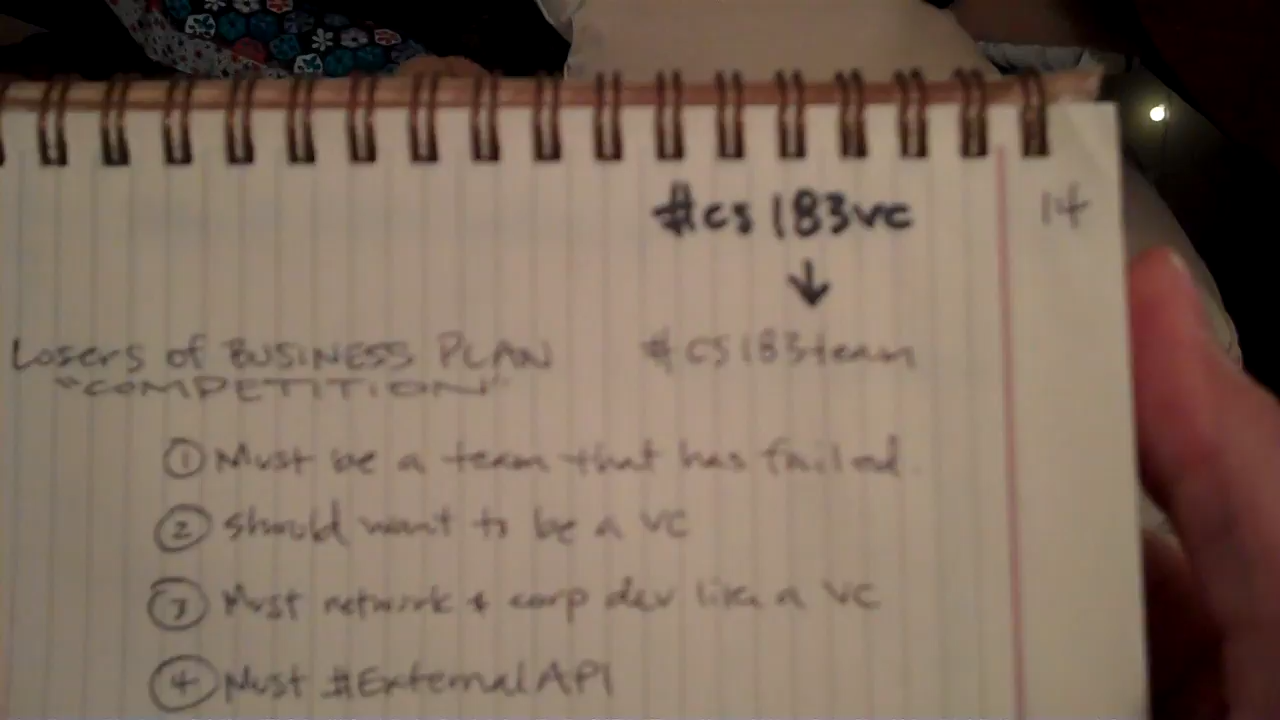 #cs183vc
14
↓
Losers of BUSINESS PLAN
"COMPETITION"
#cs183team
① Must be a team that has failed.
② should want to be a VC
③ Must network & corp dev like a VC
④ Must #ExternalAPI